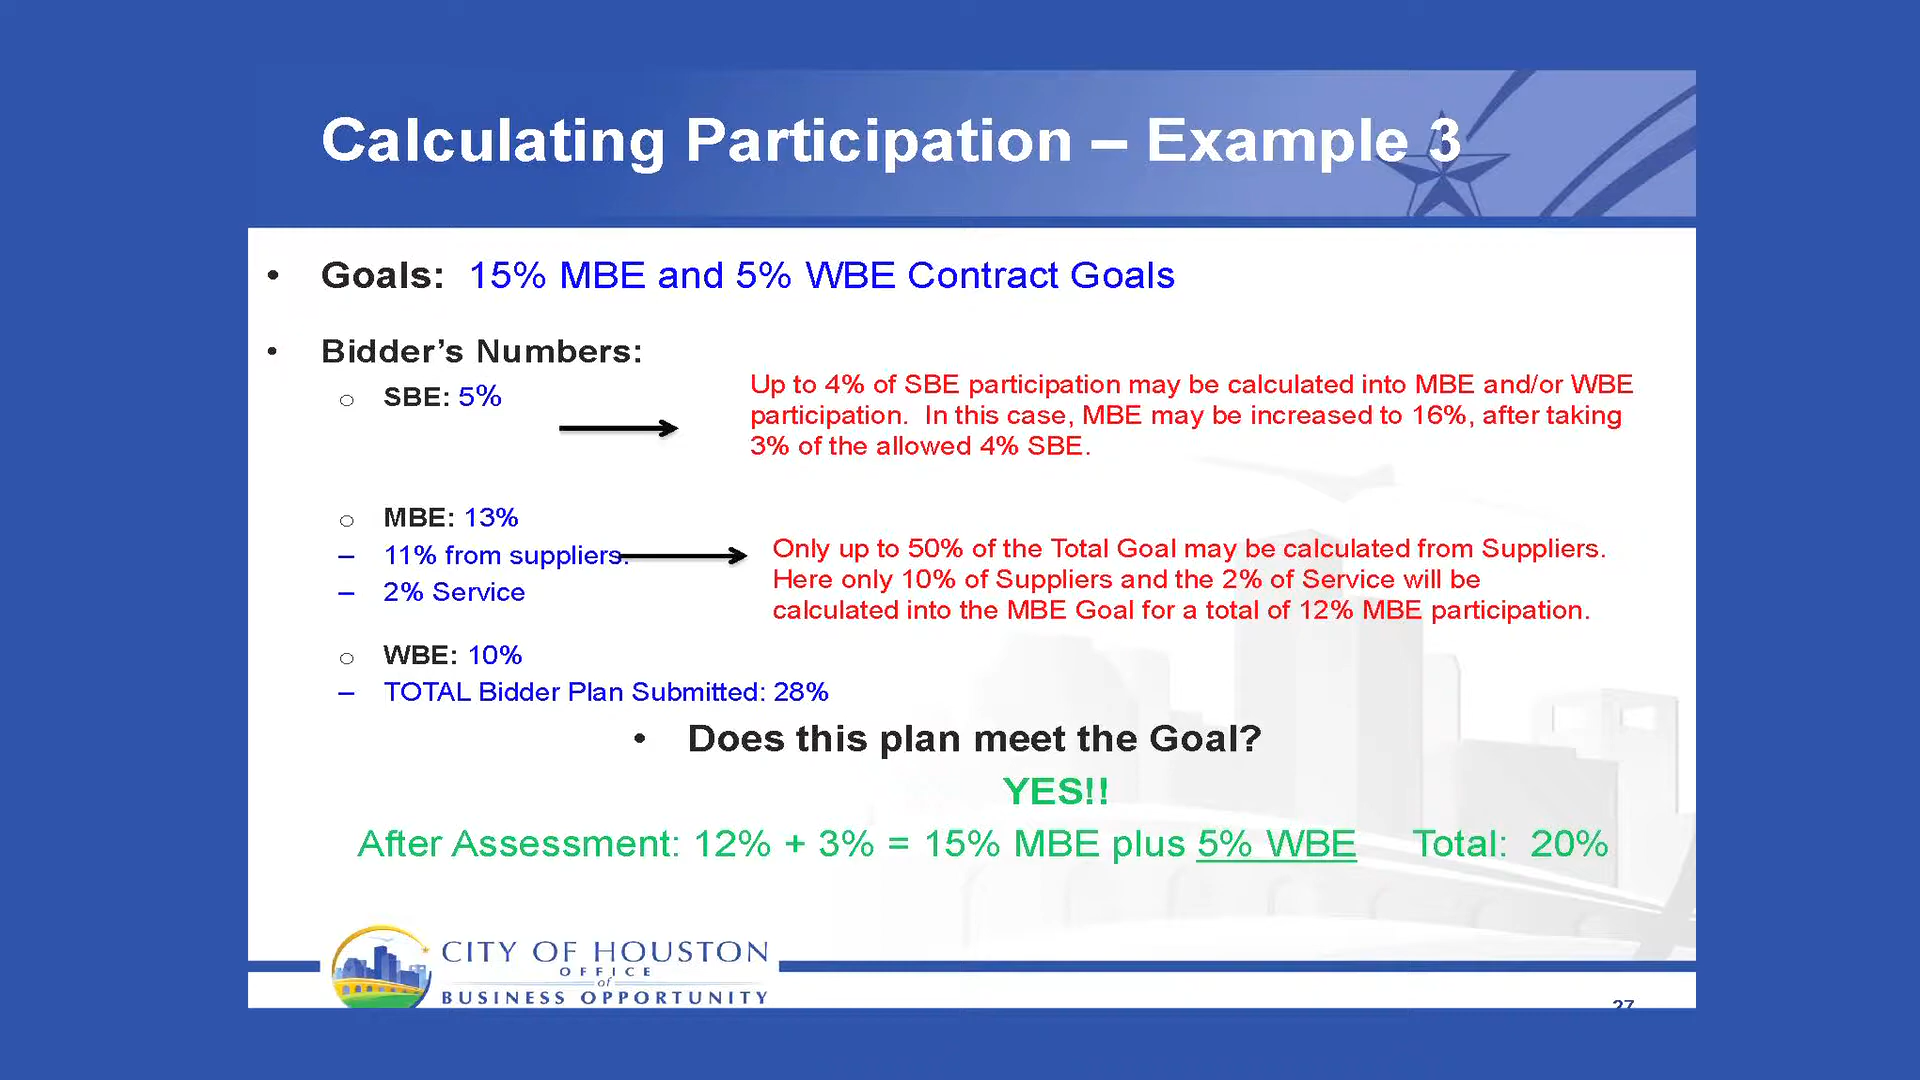 Calculating Participation – Example 3
• Goals: 15% MBE and 5% WBE Contract Goals
• Bidder’s Numbers:
o SBE: 5%
Up to 4% of SBE participation may be calculated into MBE and/or WBE
participation. In this case, MBE may be increased to 16%, after taking
3% of the allowed 4% SBE.
o MBE: 13%
– 11% from suppliers.
– 2% Service
Only up to 50% of the Total Goal may be calculated from Suppliers.
Here only 10% of Suppliers and the 2% of Service will be
calculated into the MBE Goal for a total of 12% MBE participation.
o WBE: 10%
– TOTAL Bidder Plan Submitted: 28%
• Does this plan meet the Goal?
YES!!
After Assessment: 12% + 3% = 15% MBE plus 5% WBE Total: 20%
CITY OF HOUSTON
OFFICE
of
BUSINESS OPPORTUNITY
27